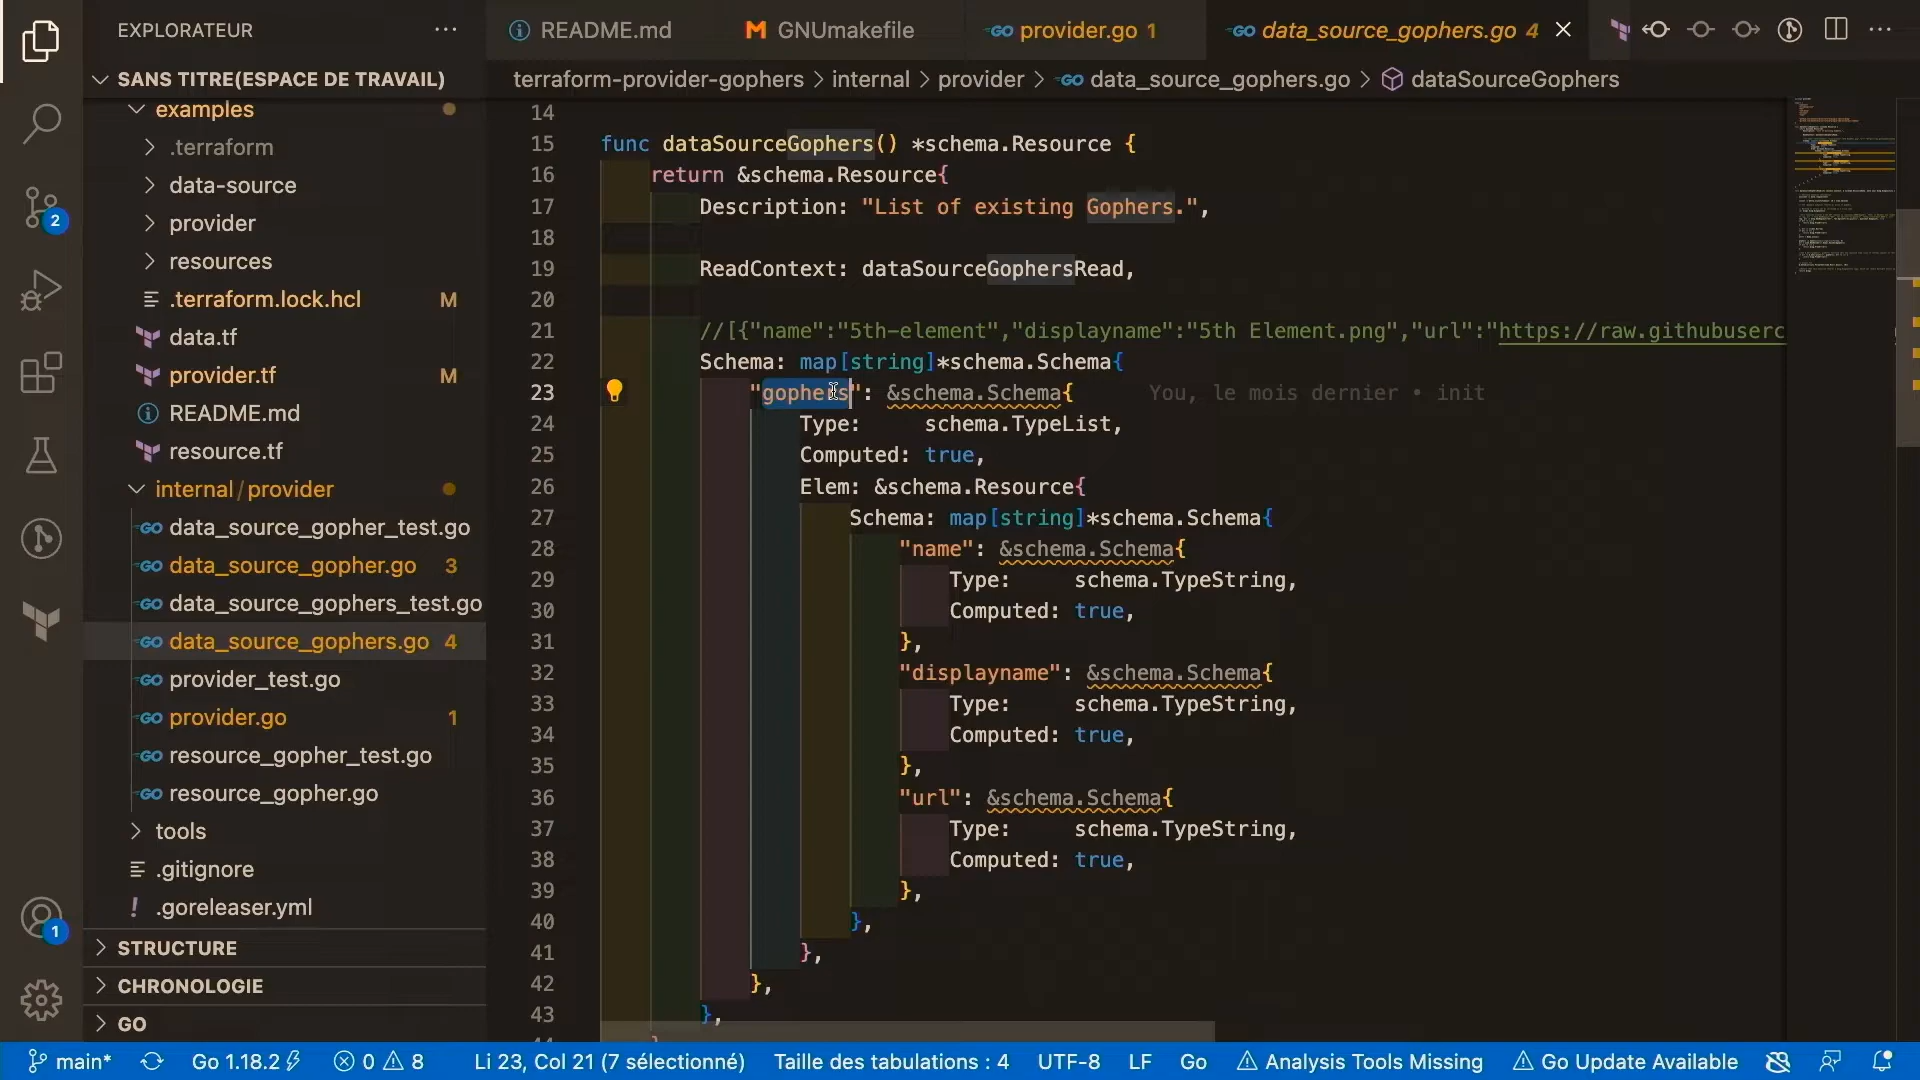 EXPLORATEUR
README.md
GNUmakefile
provider.go 1
data_source_gophers.go 4
SANS TITRE(ESPACE DE TRAVAIL)
terraform-provider-gophers > internal > provider > data_source_gophers.go > dataSourceGophers
examples
.terraform
data-source
provider
resources
.terraform.lock.hcl M
data.tf
provider.tf M
README.md
resource.tf
internal/provider
data_source_gopher_test.go
data_source_gopher.go 3
data_source_gophers_test.go
data_source_gophers.go 4
provider_test.go
provider.go 1
resource_gopher_test.go
resource_gopher.go
tools
.gitignore
.goreleaser.yml
STRUCTURE
CHRONOLOGIE
GO
2
1
14
15 func dataSourceGophers() *schema.Resource {
16 return &schema.Resource{
17 Description: "List of existing Gophers.",
18
19 ReadContext: dataSourceGophersRead,
20
21 //[{"name":"5th-element","displayname":"5th Element.png","url":"https://raw.githubuserc
22 Schema: map[string]*schema.Schema{
23 "gophers": &schema.Schema{ You, le mois dernier • init
24 Type: schema.TypeList,
25 Computed: true,
26 Elem: &schema.Resource{
27 Schema: map[string]*schema.Schema{
28 "name": &schema.Schema{
29 Type: schema.TypeString,
30 Computed: true,
31 },
32 "displayname": &schema.Schema{
33 Type: schema.TypeString,
34 Computed: true,
35 },
36 "url": &schema.Schema{
37 Type: schema.TypeString,
38 Computed: true,
39 },
40 },
41 },
42 },
43 },
main* Go 1.18.2 0 8 Li 23, Col 21 (7 sélectionné) Taille des tabulations : 4 UTF-8 LF Go Analysis Tools Missing Go Update Available